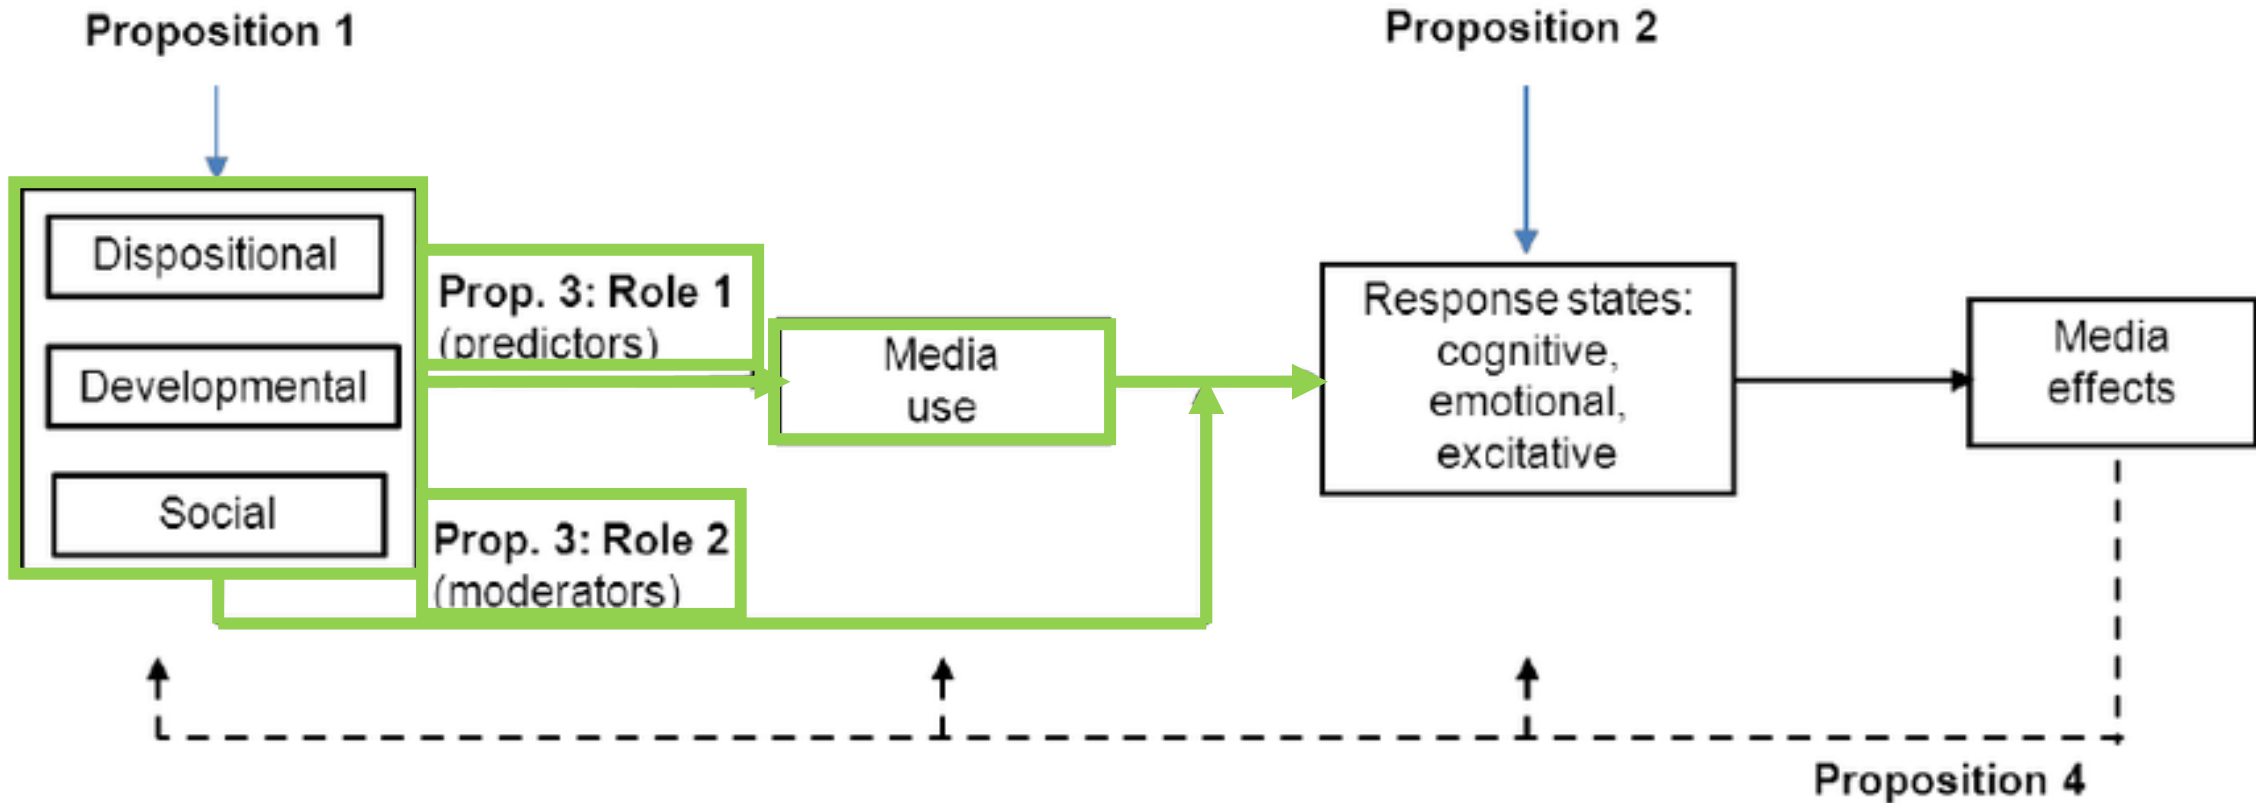 Proposition 1
Proposition 2
Dispositional
Developmental
Social
Prop. 3: Role 1
(predictors)
Prop. 3: Role 2
(moderators)
Media
use
Response states:
cognitive,
emotional,
excitative
Media
effects
Proposition 4